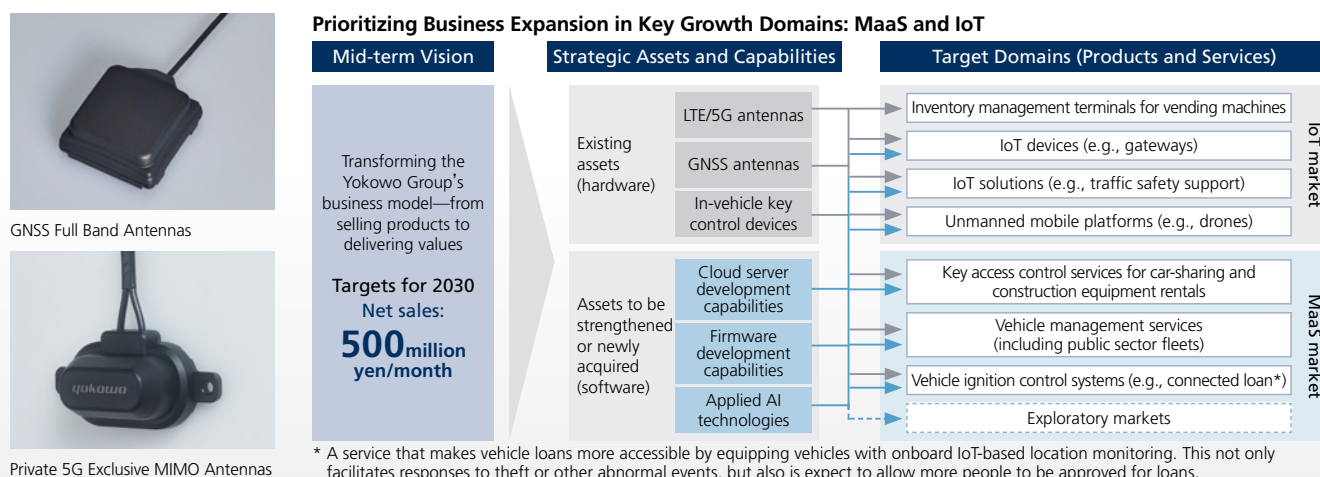 Prioritizing Business Expansion in Key Growth Domains: MaaS and IoT
Mid-term Vision
Strategic Assets and Capabilities
Target Domains (Products and Services)
Transforming the
Yokowo Group’s
business model—from
selling products to
delivering values
Targets for 2030
Net sales:
500million
yen/month
Existing
assets
(hardware)
LTE/5G antennas
GNSS antennas
In-vehicle key
control devices
Assets to be
strengthened
or newly
acquired
(software)
Cloud server
development
capabilities
Firmware
development
capabilities
Applied AI
technologies
Inventory management terminals for vending machines
IoT devices (e.g., gateways)
IoT solutions (e.g., traffic safety support)
Unmanned mobile platforms (e.g., drones)
IoT market
Key access control services for car-sharing and
construction equipment rentals
Vehicle management services
(including public sector fleets)
Vehicle ignition control systems (e.g., connected loan*)
Exploratory markets
MaaS market
* A service that makes vehicle loans more accessible by equipping vehicles with onboard IoT-based location monitoring. This not only
facilitates responses to theft or other abnormal events, but also is expect to allow more people to be approved for loans.
GNSS Full Band Antennas
yokowo
Private 5G Exclusive MIMO Antennas